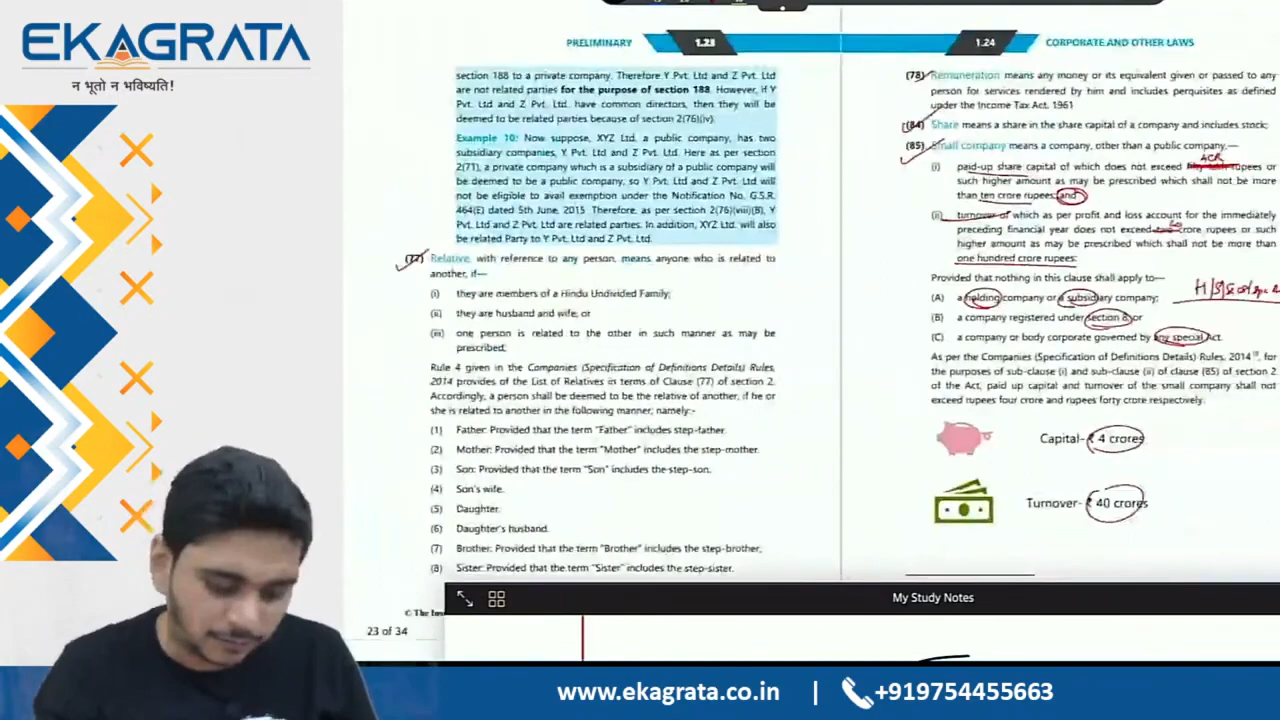 EKAGRATA
न भूतो न भविष्यति!
PRELIMINARY 1.23
section 188 to a private company. Therefore Y Pvt. Ltd and Z Pvt. Ltd
are not related parties for the purpose of section 188. However, if Y
Pvt. Ltd and Z Pvt. Ltd. have common directors, then they will be
deemed to be related parties because of section 2(76)(iv).
Example 10: Now suppose, XYZ Ltd. a public company, has two
subsidiary companies, Y Pvt. Ltd and Z Pvt. Ltd. Here as per section
2(71), a private company which is a subsidiary of a public company will
be deemed to be a public company, so Y Pvt. Ltd and Z Pvt. Ltd will
not be eligible to avail exemption under the Notification No. G.S.R.
464(E) dated 5th June, 2015 Therefore, as per section 2(76)(viii)(B), Y
Pvt. Ltd and Z Pvt. Ltd are related parties. In addition, XYZ Ltd. will also
be related Party to Y Pvt. Ltd and Z Pvt. Ltd.
(77) Relative, with reference to any person, means anyone who is related to
another, if—
(i) they are members of a Hindu Undivided Family;
(ii) they are husband and wife; or
(iii) one person is related to the other in such manner as may be
prescribed;
Rule 4 given in the Companies (Specification of Definitions Details) Rules,
2014 provides of the List of Relatives in terms of Clause (77) of section 2.
Accordingly, a person shall be deemed to be the relative of another, if he or
she is related to another in the following manner, namely:-
(1) Father: Provided that the term "Father" includes step-father.
(2) Mother: Provided that the term "Mother" includes the step-mother.
(3) Son: Provided that the term "Son" includes the step-son.
(4) Son's wife.
(5) Daughter.
(6) Daughter's husband.
(7) Brother: Provided that the term "Brother" includes the step-brother;
(8) Sister: Provided that the term "Sister" includes the step-sister.
© The Ins
23 of 34
1.24 CORPORATE AND OTHER LAWS
(78) Remuneration means any money or its equivalent given or passed to any
person for services rendered by him and includes perquisites as defined
under the Income Tax Act, 1961
(84) Share means a share in the share capital of a company and includes stock;
(85) Small company means a company, other than a public company,—
4CR
(i) paid-up share capital of which does not exceed rupees or
such higher amount as may be prescribed which shall not be more
than ten crore rupees; and
(ii) turnover of which as per profit and loss account for the immediately
preceding financial year does not exceed crore rupees or such
higher amount as may be prescribed which shall not be more than
one hundred crore rupees:
Provided that nothing in this clause shall apply to—
(A) a holding company or a subsidiary company;
(B) a company registered under section 8; or
(C) a company or body corporate governed by any special Act.
As per the Companies (Specification of Definitions Details) Rules, 2014, for
the purposes of sub-clause (i) and sub-clause (ii) of clause (85) of section 2
of the Act, paid up capital and turnover of the small company shall not
exceed rupees four crore and rupees forty crore respectively.
Capital- ₹ 4 crores
Turnover- ₹ 40 crores
My Study Notes
www.ekagrata.co.in | +919754455663